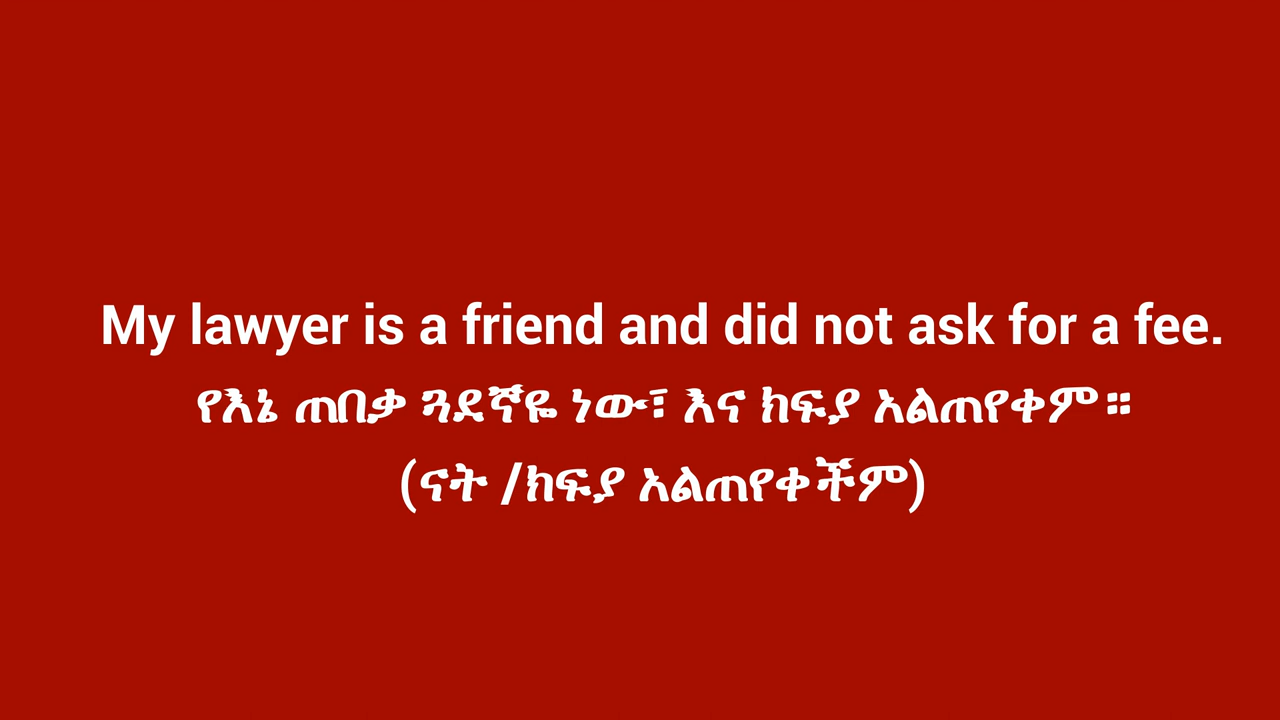 My lawyer is a friend and did not ask for a fee.
የእኔ ጠበቃ ጓደኛዬ ነው፣ እና ክፍያ አልጠየቀም።
(ናት /ክፍያ አልጠየቀችም)